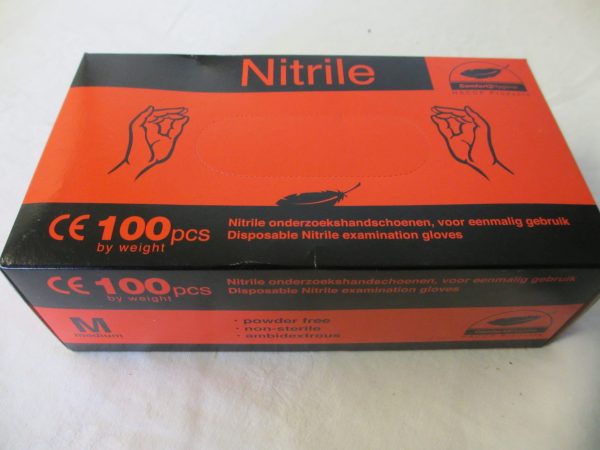 Nitrile
CE 100 pcs
by weight
Nitrile onderzoekshandschoenen, voor eenmalig gebruik
Disposable Nitrile examination gloves
CE 100 pcs
by weight
Nitrile onderzoekshandschoenen, voor eenmalig gebruik
Disposable Nitrile examination gloves
M
medium
· powder free
· non-sterile
· ambidextrous